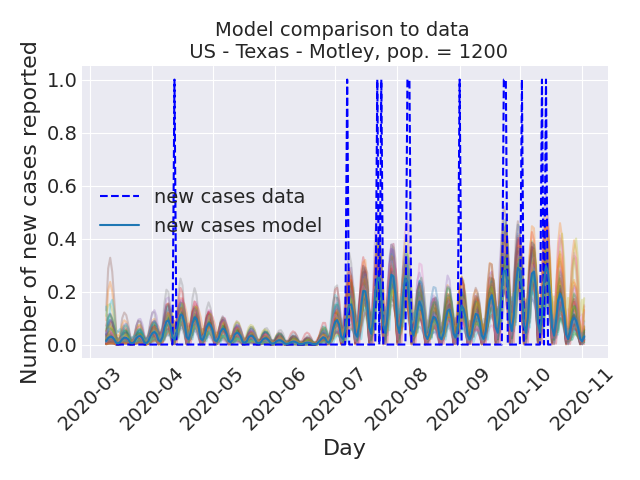 Model comparison to data
US - Texas - Motley, pop. = 1200
Number of new cases reported
1.0
0.8
0.6
0.4
0.2
0.0
new cases data
new cases model
2020-03
2020-04
2020-05
2020-06
2020-07
2020-08
2020-09
2020-10
2020-11
Day